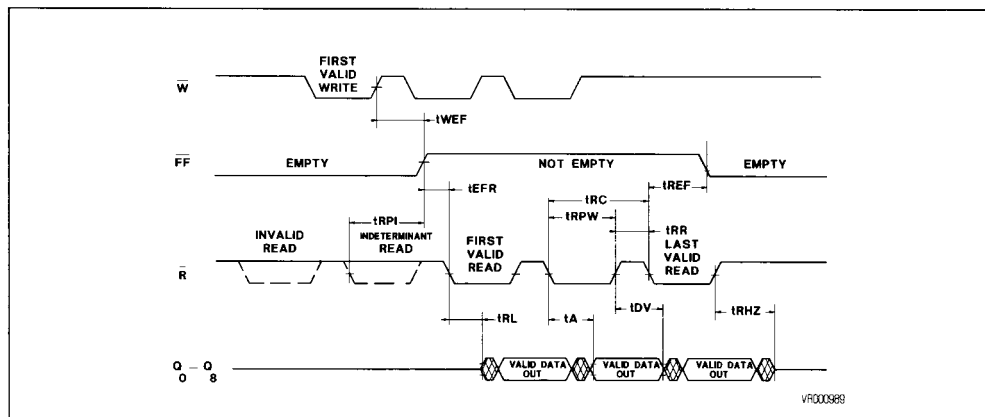 FIRST
VALID
WRITE
W
tWEF
FF
EMPTY
NOT EMPTY
EMPTY
tEFR
tRC
tREF
tRPI
tRPW
tRR
INVALID
READ
INDETERMINANT
READ
FIRST
VALID
READ
LAST
VALID
READ
R
tRL
tA
tDV
tRHZ
Q0 – Q8
VALID DATA
OUT
VALID DATA
OUT
VALID DATA
OUT
VR000989